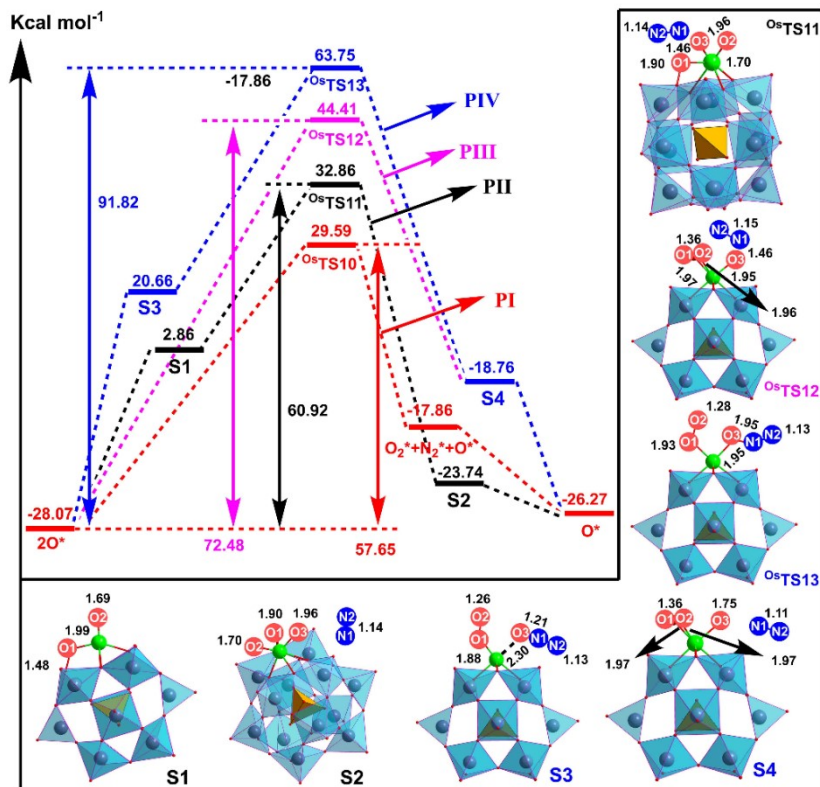 Kcal mol⁻¹
63.75
-17.86
OsTS13
44.41
OsTS12
PIV
PIII
32.86
OsTS11
PII
91.82
29.59
OsTS10
20.66
S3
PI
2.86
S1
-18.76
S4
60.92
-17.86
O₂*+N₂*+O*
-23.74
S2
-28.07
2O*
-26.27
O*
72.48
57.65
1.14
N2
N1
1.96
OsTS11
O3
O2
1.46
1.90
O1
1.70
N2
1.15
N1
1.36
O1
O2
O3
1.46
1.97
1.95
1.96
OsTS12
1.28
O2
1.95
1.93
O1
O3
N1
N2
1.13
1.95
OsTS13
1.69
O2
1.99
O1
1.48
S1
1.90
1.96
N2
1.70
O1
O3
N1
1.14
O2
S2
1.26
O2
1.21
O1
O3
N1
N2
1.88
2.30
1.13
S3
1.36
1.75
1.11
O1
O2
O3
N1
N2
1.97
1.97
S4